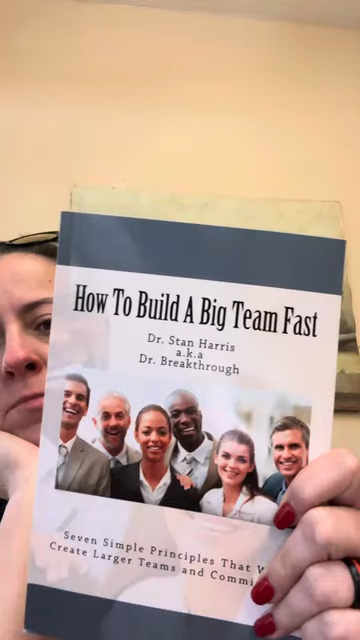 How To Build A Big Team Fast
Dr. Stan Harris
a.k.a
Dr. Breakthrough
Seven Simple Principles That
Create Larger Teams and